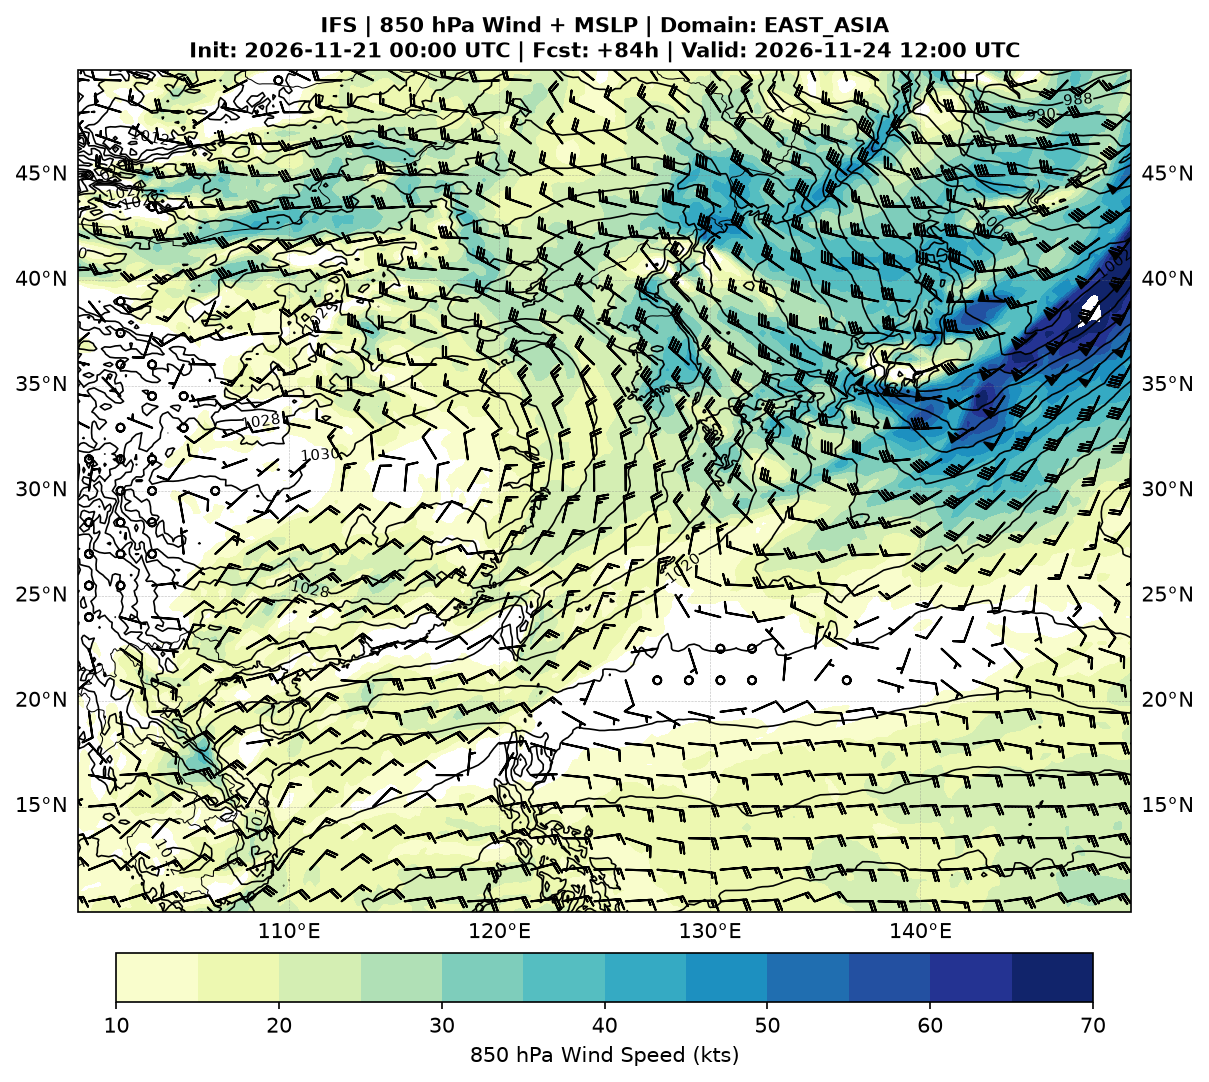 IFS | 850 hPa Wind + MSLP | Domain: EAST_ASIA
Init: 2026-11-21 00:00 UTC | Fcst: +84h | Valid: 2026-11-24 12:00 UTC
988
990
1012
1002
1028
1030
1020
1028
1018
45°N
40°N
35°N
30°N
25°N
20°N
15°N
45°N
40°N
35°N
30°N
25°N
20°N
15°N
110°E
120°E
130°E
140°E
10
20
30
40
50
60
70
850 hPa Wind Speed (kts)